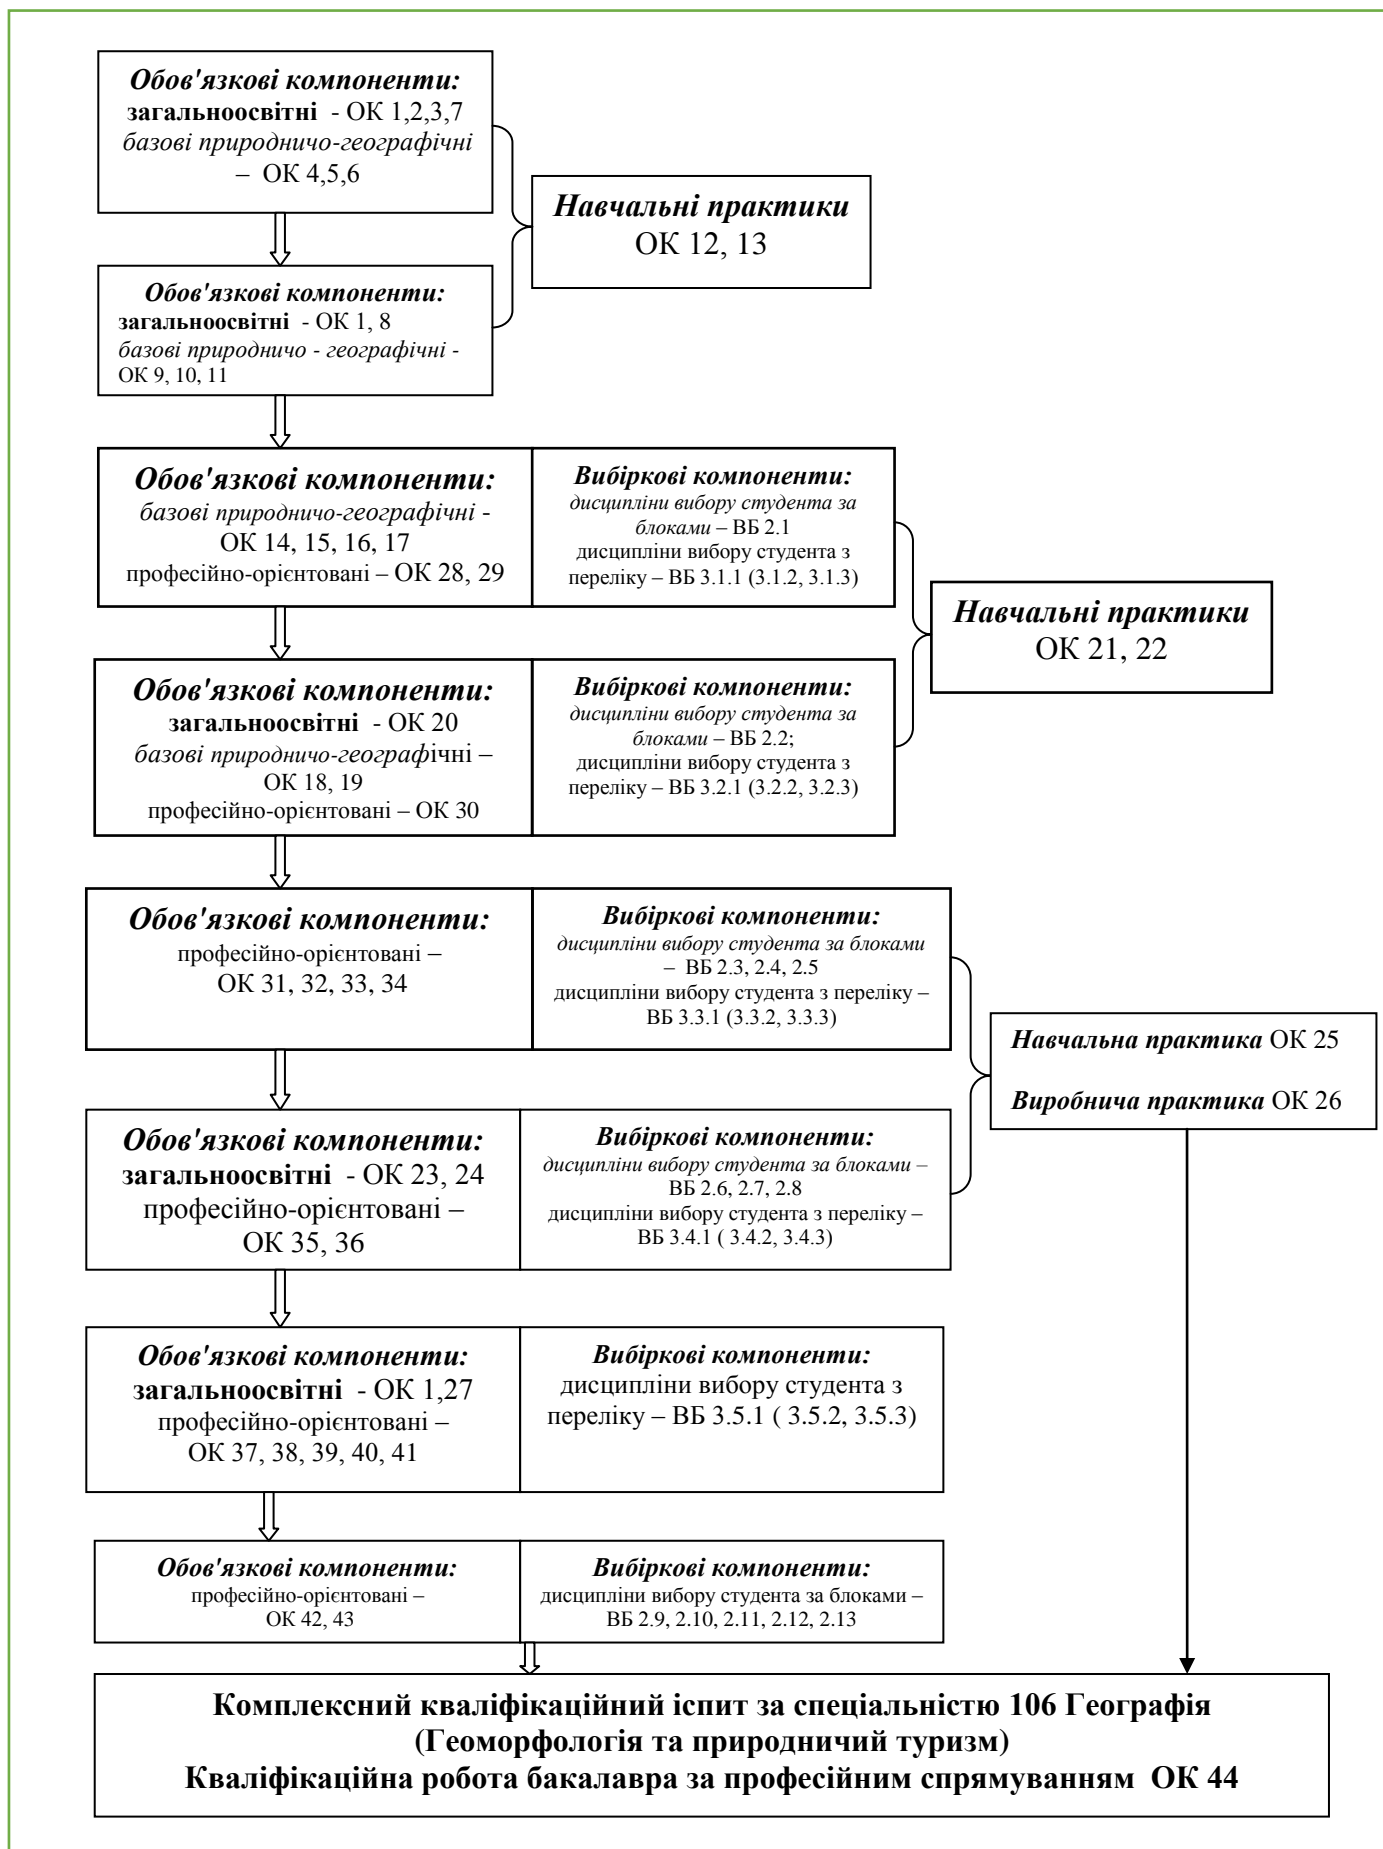 Обов'язкові компоненти:
загальноосвітні - ОК 1,2,3,7
базові природничо-географічні
– ОК 4,5,6
Навчальні практики
ОК 12, 13
Обов'язкові компоненти:
загальноосвітні - ОК 1, 8
базові природничо - географічні -
ОК 9, 10, 11
Обов'язкові компоненти:
базові природничо-географічні -
ОК 14, 15, 16, 17
професійно-орієнтовані – ОК 28, 29
Вибіркові компоненти:
дисципліни вибору студента за
блоками – ВБ 2.1
дисципліни вибору студента з
переліку – ВБ 3.1.1 (3.1.2, 3.1.3)
Навчальні практики
ОК 21, 22
Обов'язкові компоненти:
загальноосвітні - ОК 20
базові природничо-географічні –
ОК 18, 19
професійно-орієнтовані – ОК 30
Вибіркові компоненти:
дисципліни вибору студента за
блоками – ВБ 2.2;
дисципліни вибору студента з
переліку – ВБ 3.2.1 (3.2.2, 3.2.3)
Обов'язкові компоненти:
професійно-орієнтовані –
ОК 31, 32, 33, 34
Вибіркові компоненти:
дисципліни вибору студента за блоками
– ВБ 2.3, 2.4, 2.5
дисципліни вибору студента з переліку –
ВБ 3.3.1 (3.3.2, 3.3.3)
Навчальна практика ОК 25
Виробнича практика ОК 26
Обов'язкові компоненти:
загальноосвітні - ОК 23, 24
професійно-орієнтовані –
ОК 35, 36
Вибіркові компоненти:
дисципліни вибору студента за блоками –
ВБ 2.6, 2.7, 2.8
дисципліни вибору студента з переліку –
ВБ 3.4.1 ( 3.4.2, 3.4.3)
Обов'язкові компоненти:
загальноосвітні - ОК 1,27
професійно-орієнтовані –
ОК 37, 38, 39, 40, 41
Вибіркові компоненти:
дисципліни вибору студента з
переліку – ВБ 3.5.1 ( 3.5.2, 3.5.3)
Обов'язкові компоненти:
професійно-орієнтовані –
ОК 42, 43
Вибіркові компоненти:
дисципліни вибору студента за блоками –
ВБ 2.9, 2.10, 2.11, 2.12, 2.13
Комплексний кваліфікаційний іспит за спеціальністю 106 Географія
(Геоморфологія та природничий туризм)
Кваліфікаційна робота бакалавра за професійним спрямуванням ОК 44